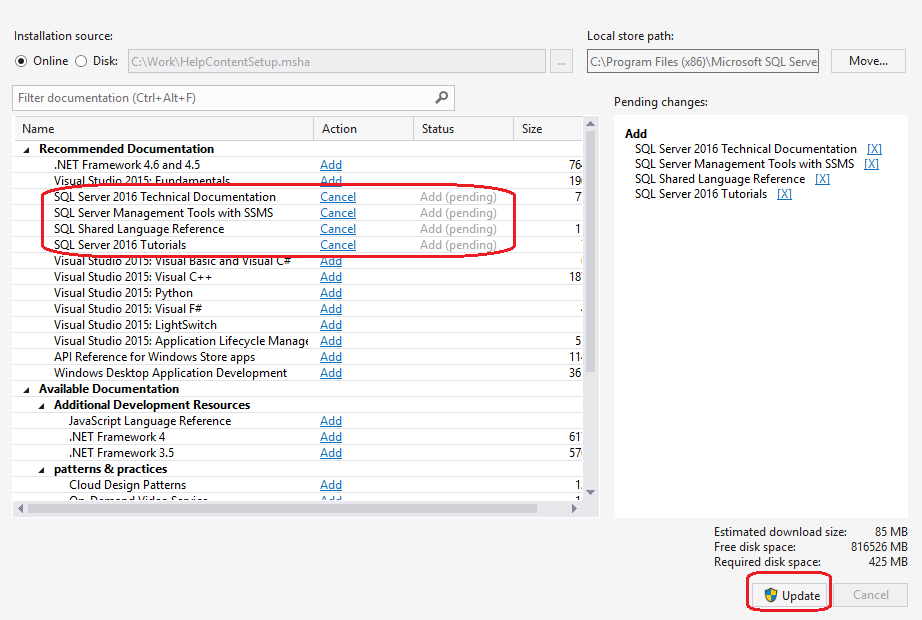 Installation source:
Local store path:
Online Disk: C:\Work\HelpContentSetup.msha ... C:\Program Files (x86)\Microsoft SQL Serve Move...
Filter documentation (Ctrl+Alt+F)
Name Action Status Size
Recommended Documentation
.NET Framework 4.6 and 4.5 Add 764
Visual Studio 2015: Fundamentals Add 190
SQL Server 2016 Technical Documentation Cancel Add (pending) 7
SQL Server Management Tools with SSMS Cancel Add (pending)
SQL Shared Language Reference Cancel Add (pending) 1
SQL Server 2016 Tutorials Cancel Add (pending)
Visual Studio 2015: Visual Basic and Visual C# Add
Visual Studio 2015: Visual C++ Add 187
Visual Studio 2015: Python Add
Visual Studio 2015: Visual F# Add
Visual Studio 2015: LightSwitch Add
Visual Studio 2015: Application Lifecycle Manage Add 5
API Reference for Windows Store apps Add 114
Windows Desktop Application Development Add 36
Available Documentation
Additional Development Resources
JavaScript Language Reference Add
.NET Framework 4 Add 617
.NET Framework 3.5 Add 57
patterns & practices
Cloud Design Patterns Add 1
On-Demand Video Service Add 1
Pending changes:
Add
SQL Server 2016 Technical Documentation [X]
SQL Server Management Tools with SSMS [X]
SQL Shared Language Reference [X]
SQL Server 2016 Tutorials [X]
Estimated download size: 85 MB
Free disk space: 816526 MB
Required disk space: 425 MB
Update Cancel